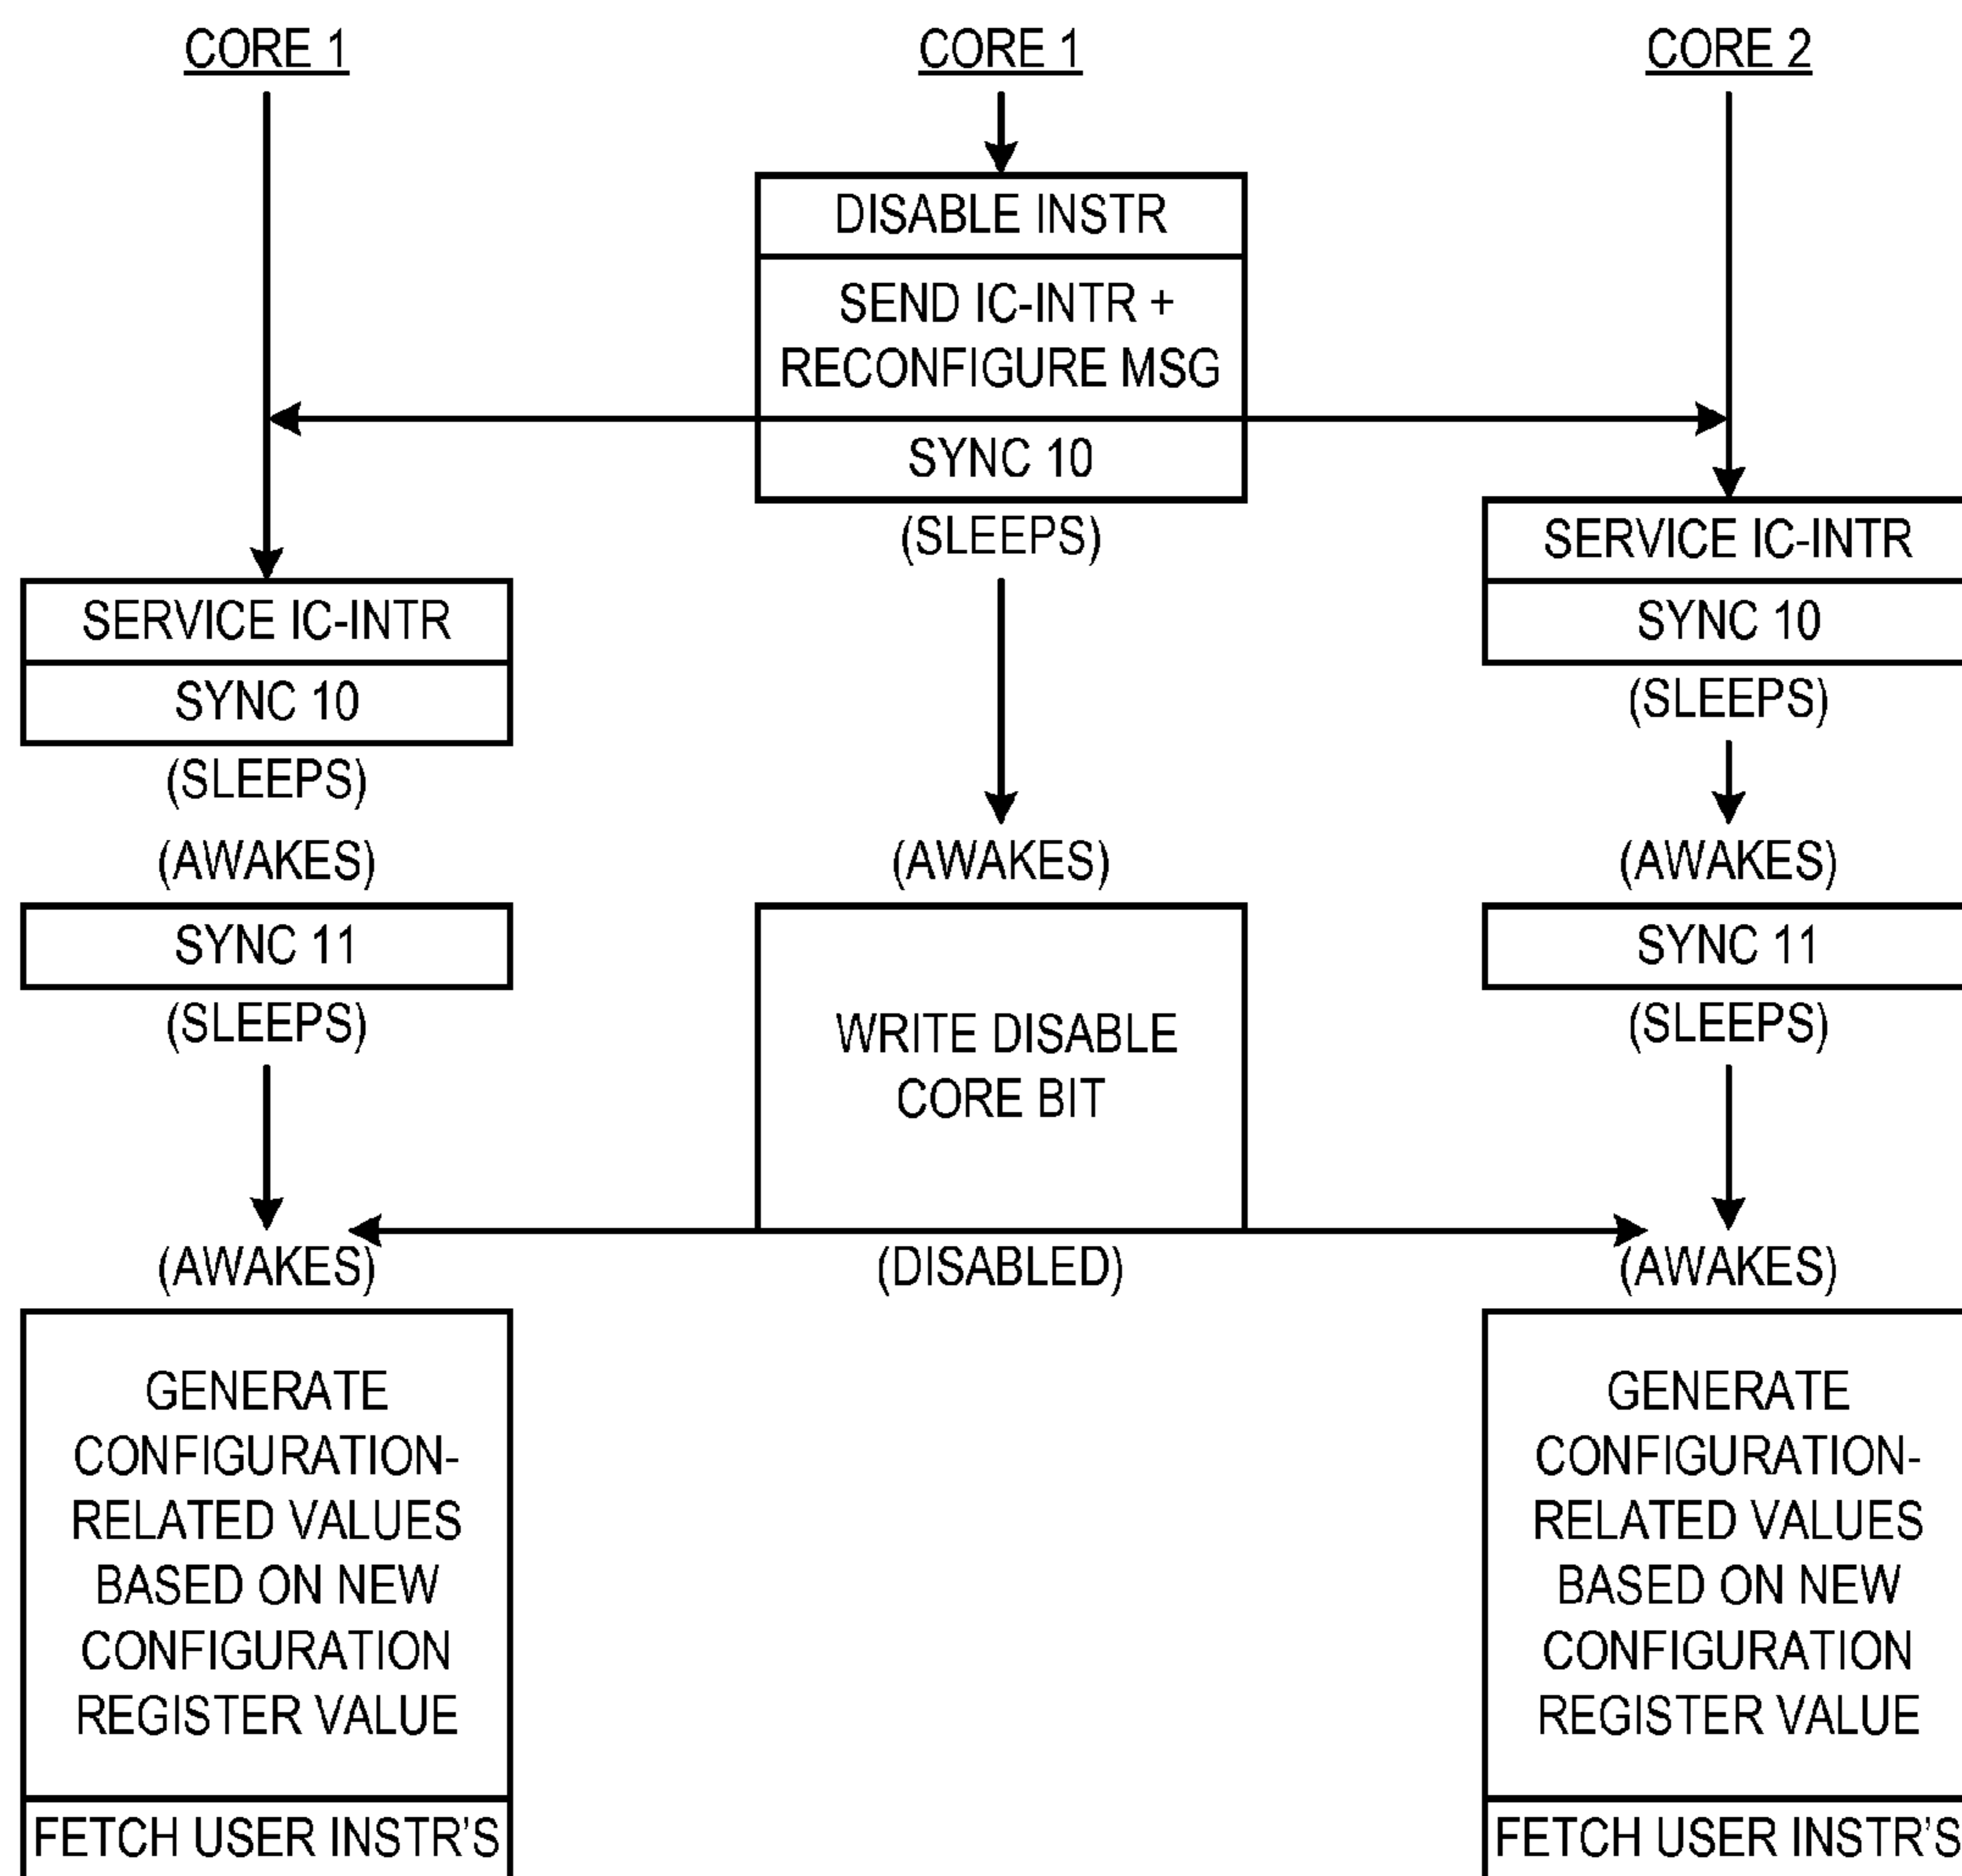 CORE 1
CORE 1
CORE 2
DISABLE INSTR
SEND IC-INTR +
RECONFIGURE MSG
SYNC 10
(SLEEPS)
SERVICE IC-INTR
SYNC 10
(SLEEPS)
SERVICE IC-INTR
SYNC 10
(SLEEPS)
(AWAKES)
(AWAKES)
(AWAKES)
SYNC 11
(SLEEPS)
WRITE DISABLE
CORE BIT
SYNC 11
(SLEEPS)
(AWAKES)
(DISABLED)
(AWAKES)
GENERATE
CONFIGURATION-
RELATED VALUES
BASED ON NEW
CONFIGURATION
REGISTER VALUE
FETCH USER INSTR'S
GENERATE
CONFIGURATION-
RELATED VALUES
BASED ON NEW
CONFIGURATION
REGISTER VALUE
FETCH USER INSTR'S